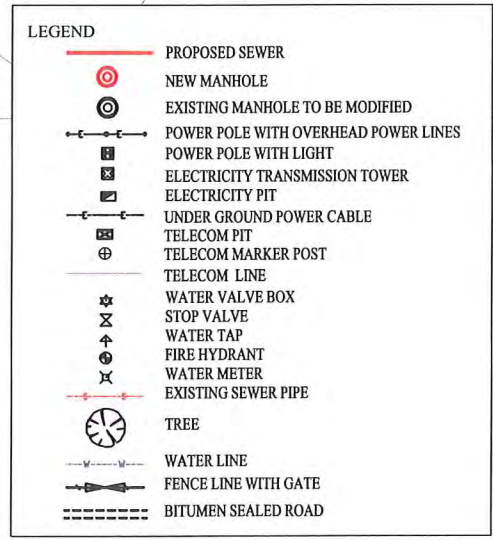 LEGEND
PROPOSED SEWER
NEW MANHOLE
EXISTING MANHOLE TO BE MODIFIED
POWER POLE WITH OVERHEAD POWER LINES
POWER POLE WITH LIGHT
ELECTRICITY TRANSMISSION TOWER
ELECTRICITY PIT
UNDER GROUND POWER CABLE
TELECOM PIT
TELECOM MARKER POST
TELECOM LINE
WATER VALVE BOX
STOP VALVE
WATER TAP
FIRE HYDRANT
WATER METER
EXISTING SEWER PIPE
TREE
WATER LINE
FENCE LINE WITH GATE
BITUMEN SEALED ROAD